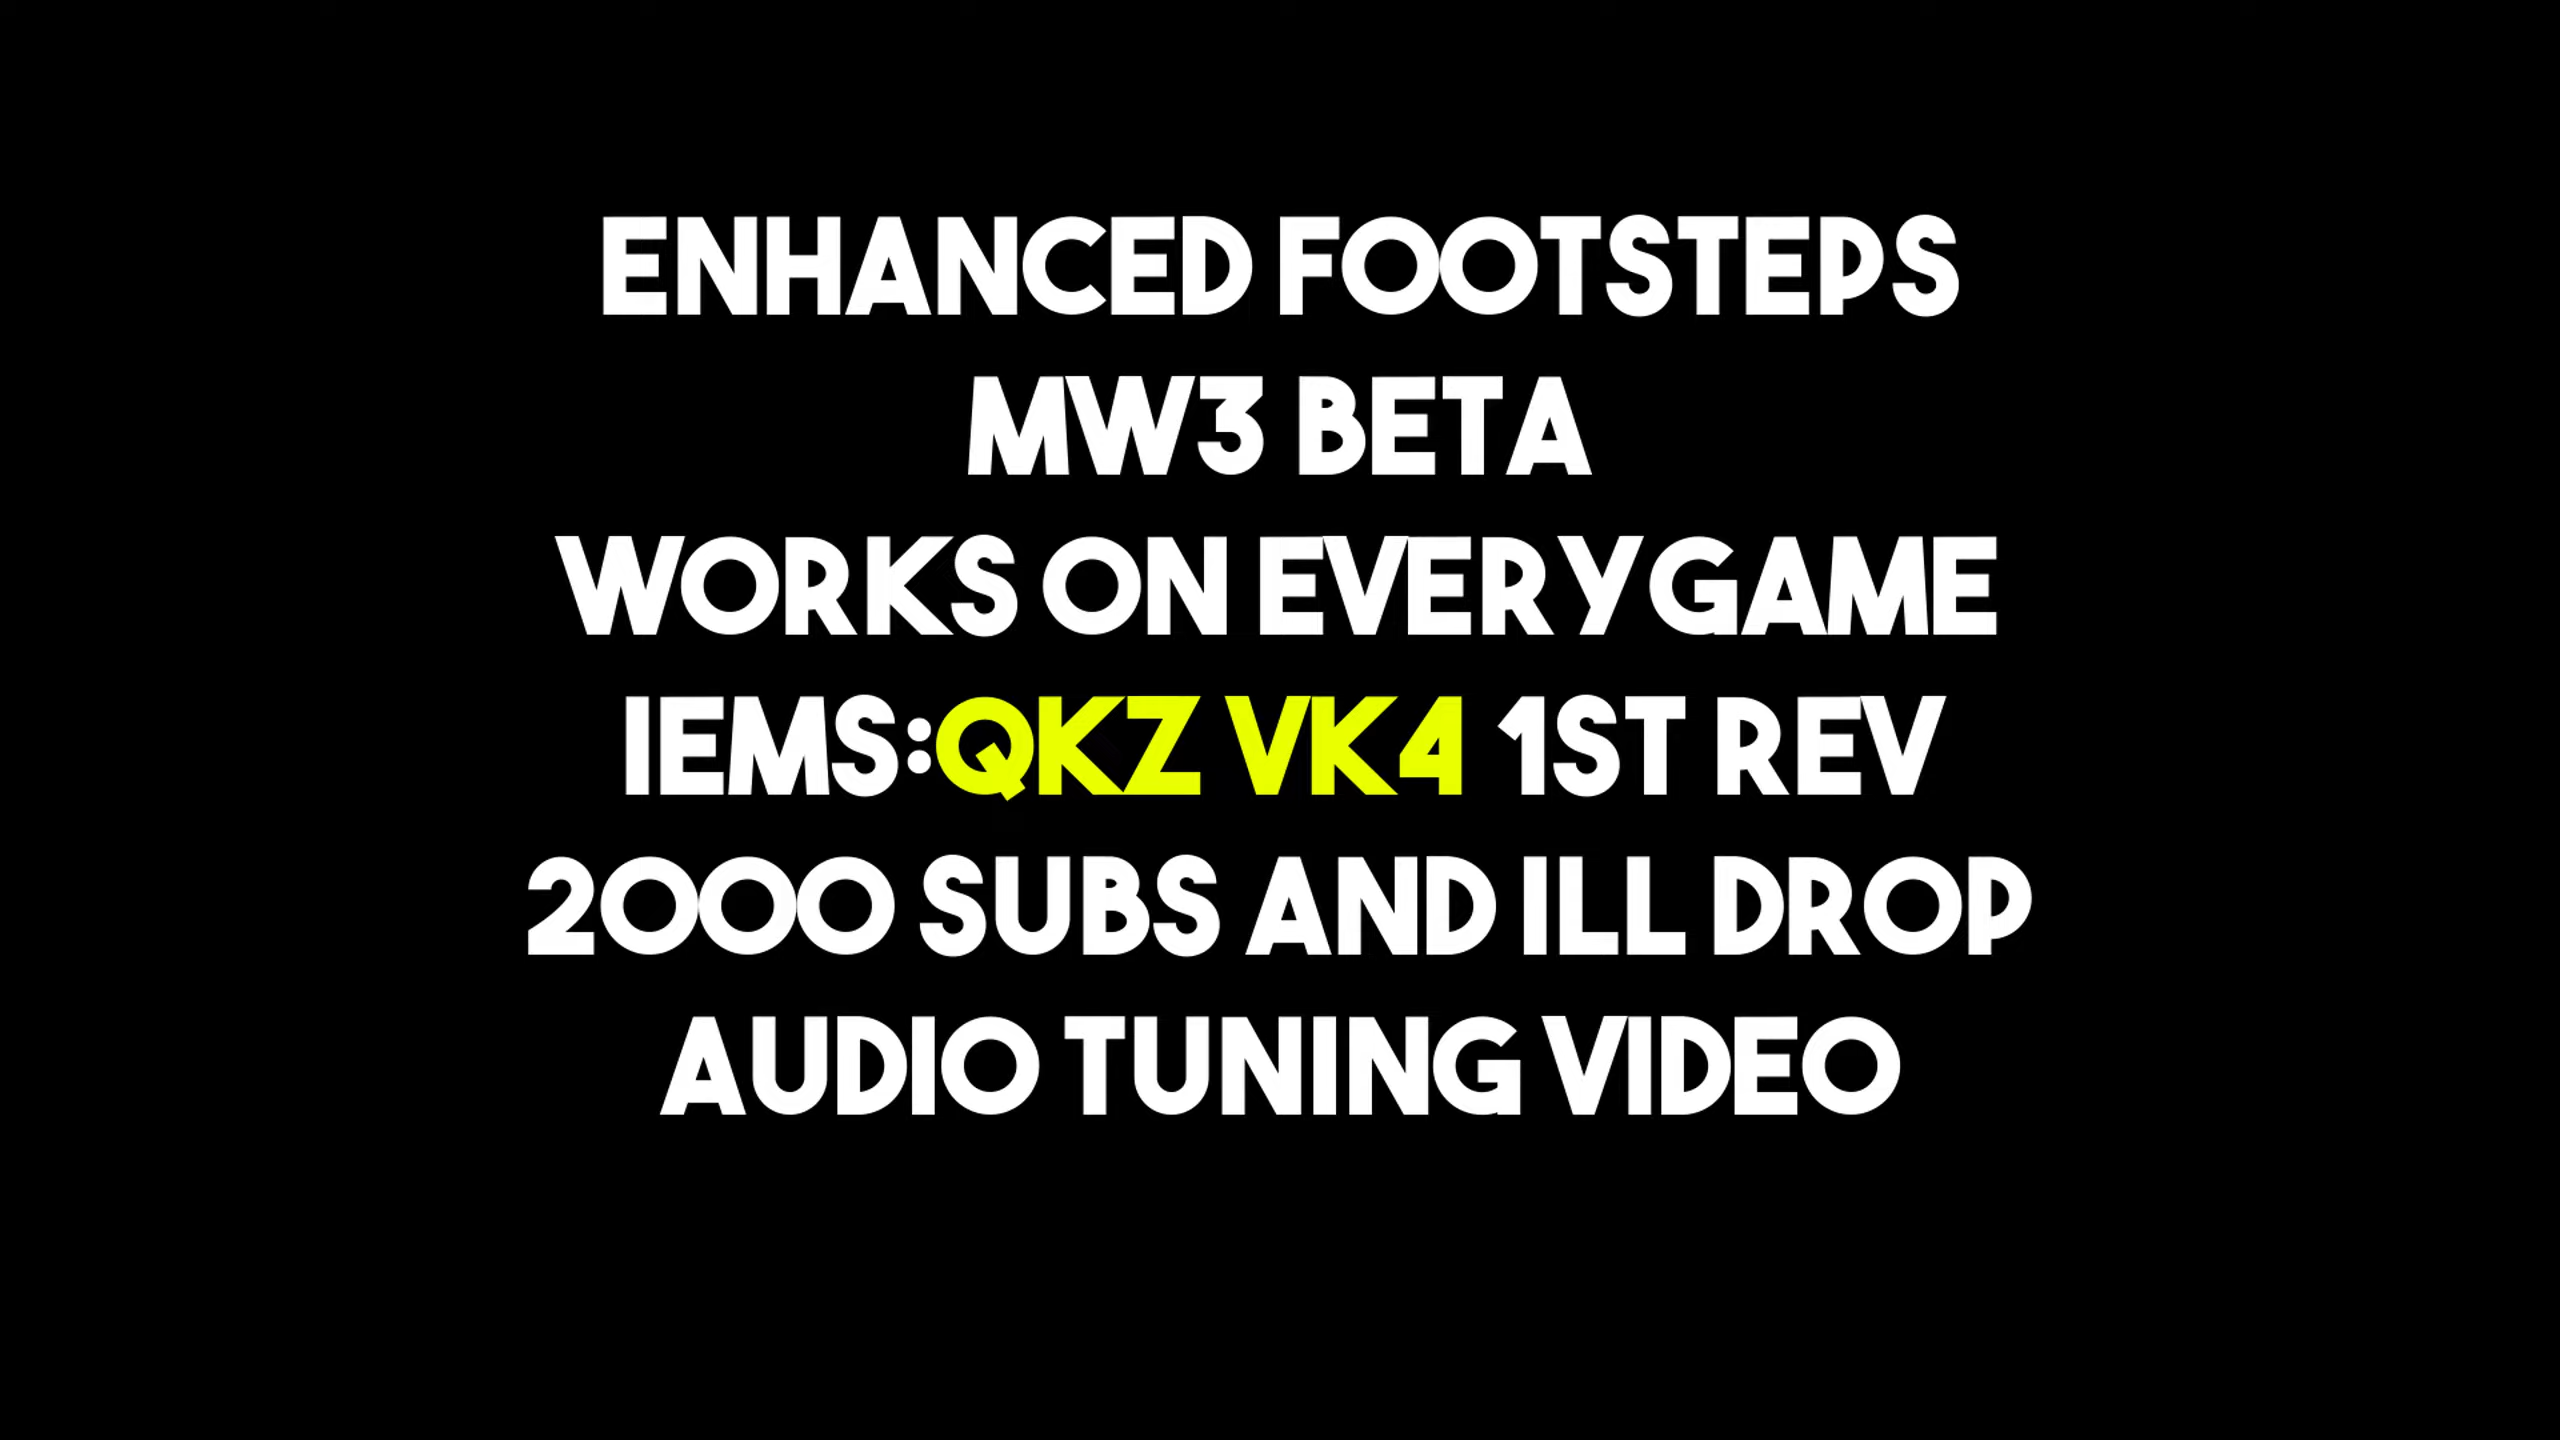 ENHANCED FOOTSTEPS
MW3 BETA
WORKS ON EVERYGAME
IEMS:QKZ VK4 1ST REV
2000 SUBS AND ILL DROP
AUDIO TUNING VIDEO